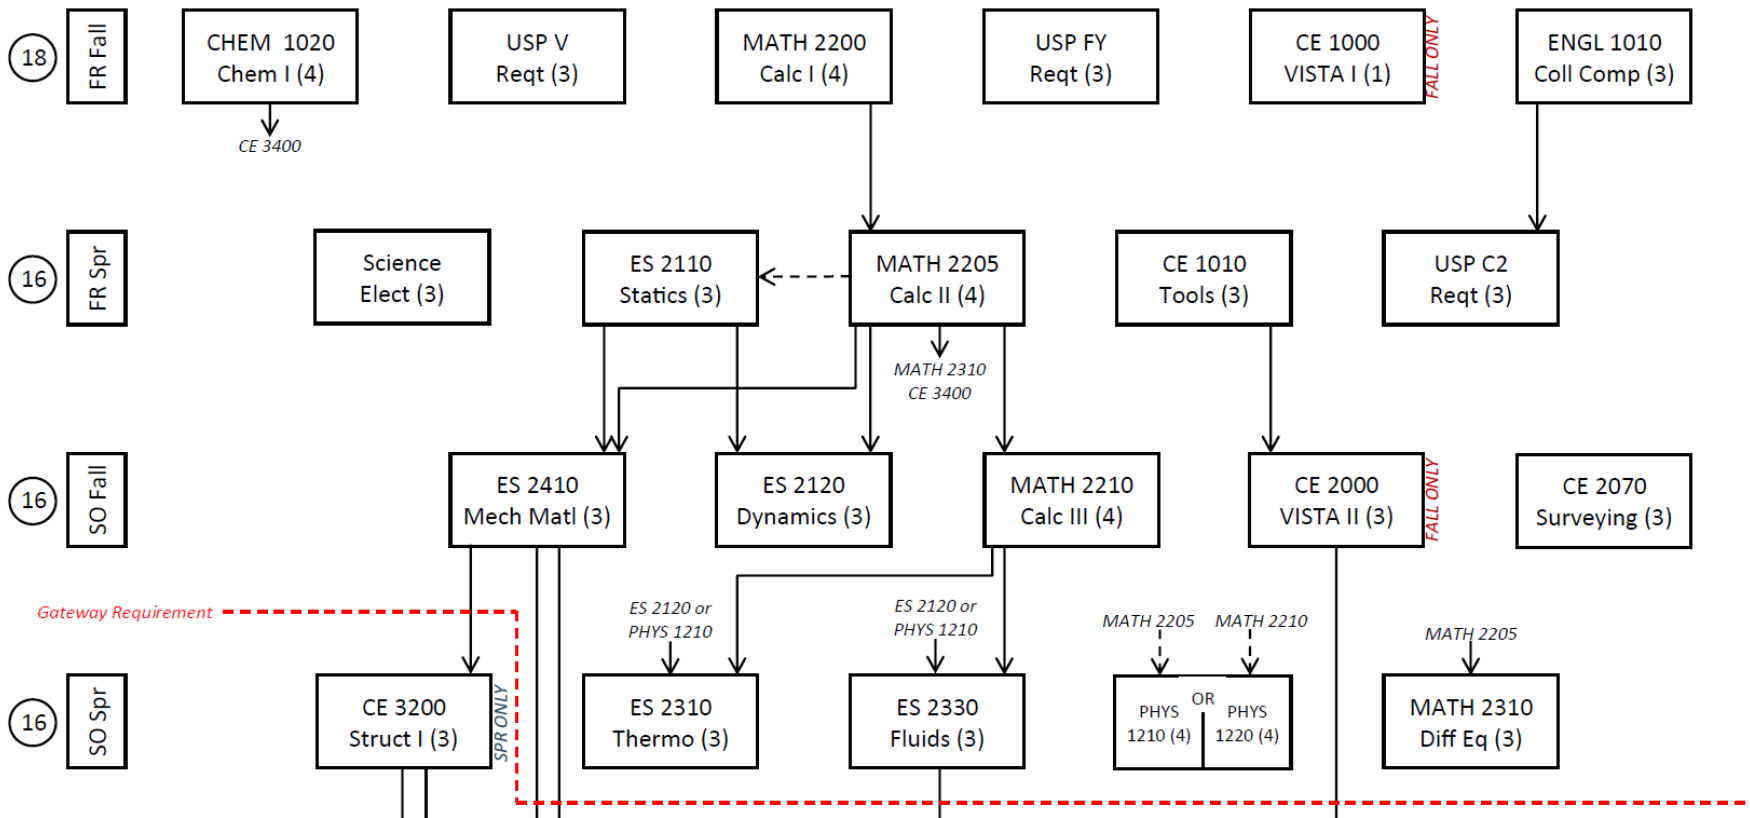 18
FR Fall
CHEM 1020
Chem I (4)
USP V
Reqt (3)
MATH 2200
Calc I (4)
USP FY
Reqt (3)
CE 1000
VISTA I (1)
FALL ONLY
ENGL 1010
Coll Comp (3)
CE 3400
16
FR Spr
Science
Elect (3)
ES 2110
Statics (3)
MATH 2205
Calc II (4)
CE 1010
Tools (3)
USP C2
Reqt (3)
MATH 2310
CE 3400
16
SO Fall
ES 2410
Mech Matl (3)
ES 2120
Dynamics (3)
MATH 2210
Calc III (4)
CE 2000
VISTA II (3)
FALL ONLY
CE 2070
Surveying (3)
Gateway Requirement
ES 2120 or
PHYS 1210
ES 2120 or
PHYS 1210
MATH 2205
MATH 2210
MATH 2205
16
SO Spr
CE 3200
Struct I (3)
SPR ONLY
ES 2310
Thermo (3)
ES 2330
Fluids (3)
PHYS
1210 (4)
OR
PHYS
1220 (4)
MATH 2310
Diff Eq (3)